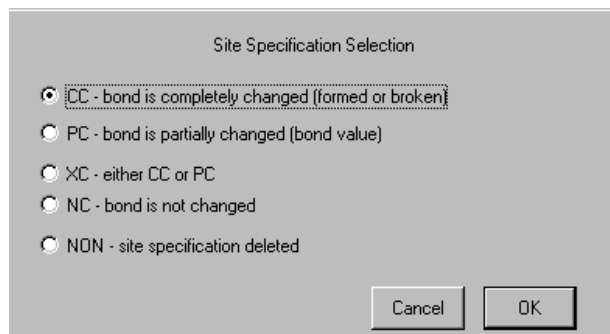 Site Specification Selection
CC - bond is completely changed (formed or broken)
PC - bond is partially changed (bond value)
XC - either CC or PC
NC - bond is not changed
NON - site specification deleted
Cancel OK